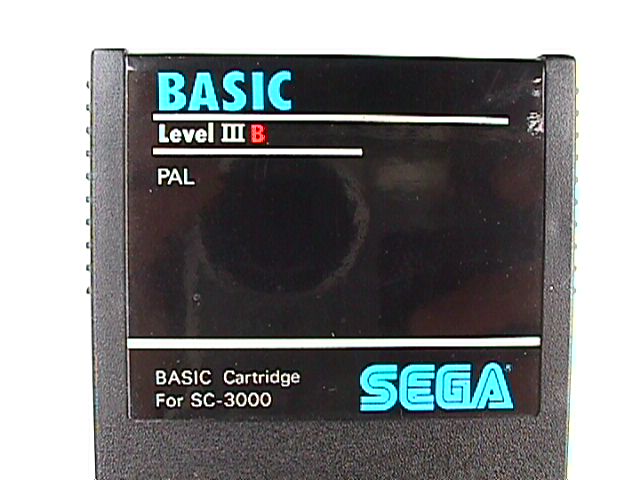 BASIC
Level III B
PAL
BASIC Cartridge
For SC-3000
SEGA